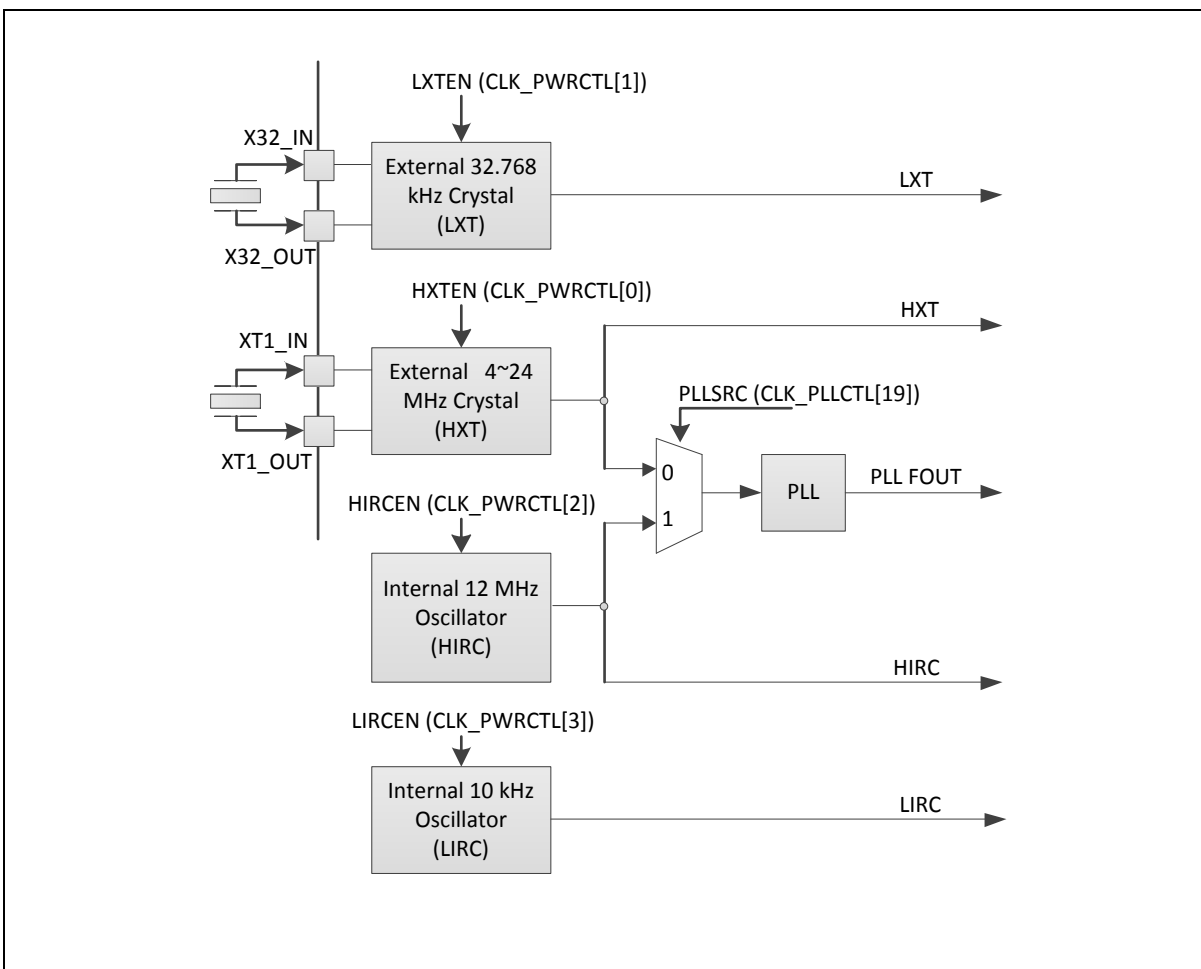 LXTEN (CLK_PWRCTL[1])
X32_IN
External 32.768
kHz Crystal
(LXT)
LXT
X32_OUT
HXTEN (CLK_PWRCTL[0])
HXT
XT1_IN
External 4~24
MHz Crystal
(HXT)
XT1_OUT
PLLSRC (CLK_PLLCTL[19])
0
1
PLL
PLL FOUT
HIRCEN (CLK_PWRCTL[2])
Internal 12 MHz
Oscillator
(HIRC)
HIRC
LIRCEN (CLK_PWRCTL[3])
Internal 10 kHz
Oscillator
(LIRC)
LIRC